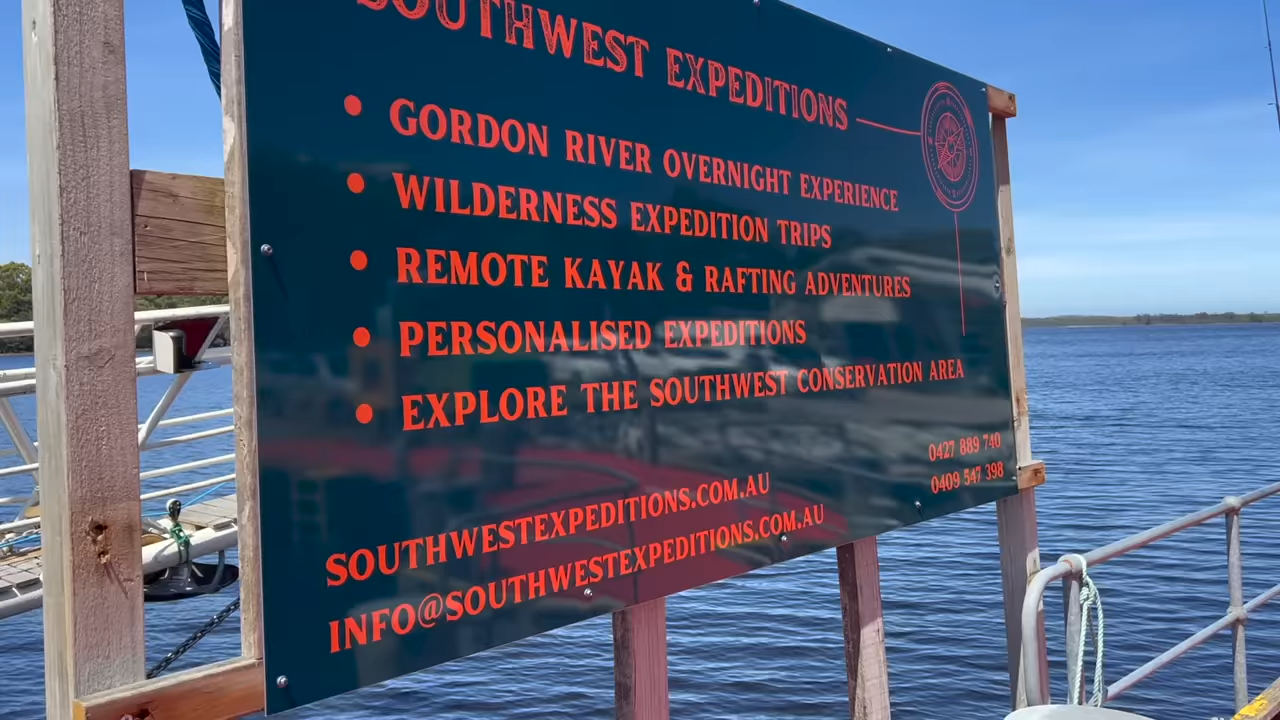 SOUTHWEST EXPEDITIONS
• GORDON RIVER OVERNIGHT EXPERIENCE
• WILDERNESS EXPEDITION TRIPS
• REMOTE KAYAK & RAFTING ADVENTURES
• PERSONALISED EXPEDITIONS
• EXPLORE THE SOUTHWEST CONSERVATION AREA
0427 889 740
0409 547 398
SOUTHWESTEXPEDITIONS.COM.AU
INFO@SOUTHWESTEXPEDITIONS.COM.AU